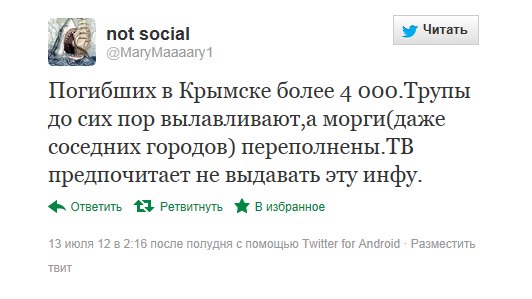 not social
@MaryMaaaary1
Читать
Погибших в Крымске более 4 000.Трупы
до сих пор вылавливают,а морги(даже
соседних городов) переполнены.ТВ
предпочитает не выдавать эту инфу.
Ответить Ретвитнуть В избранное
13 июля 12 в 2:16 после полудня с помощью Twitter for Android · Разместить
твит